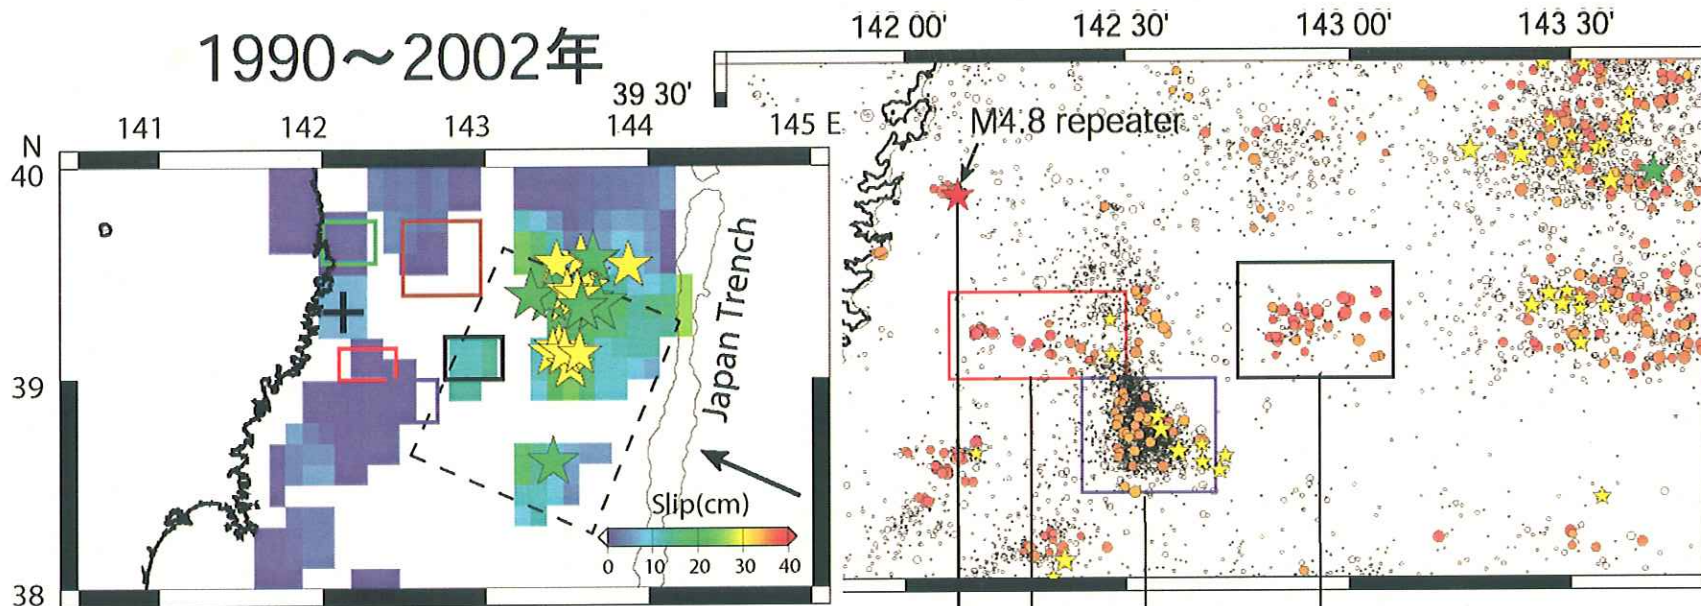 1990～2002年
39 30'
141 142 143 144 145 E
N
40
39
38
Japan Trench
Slip(cm)
0 10 20 30 40
142 00' 142 30' 143 00' 143 30'
M4.8 repeater